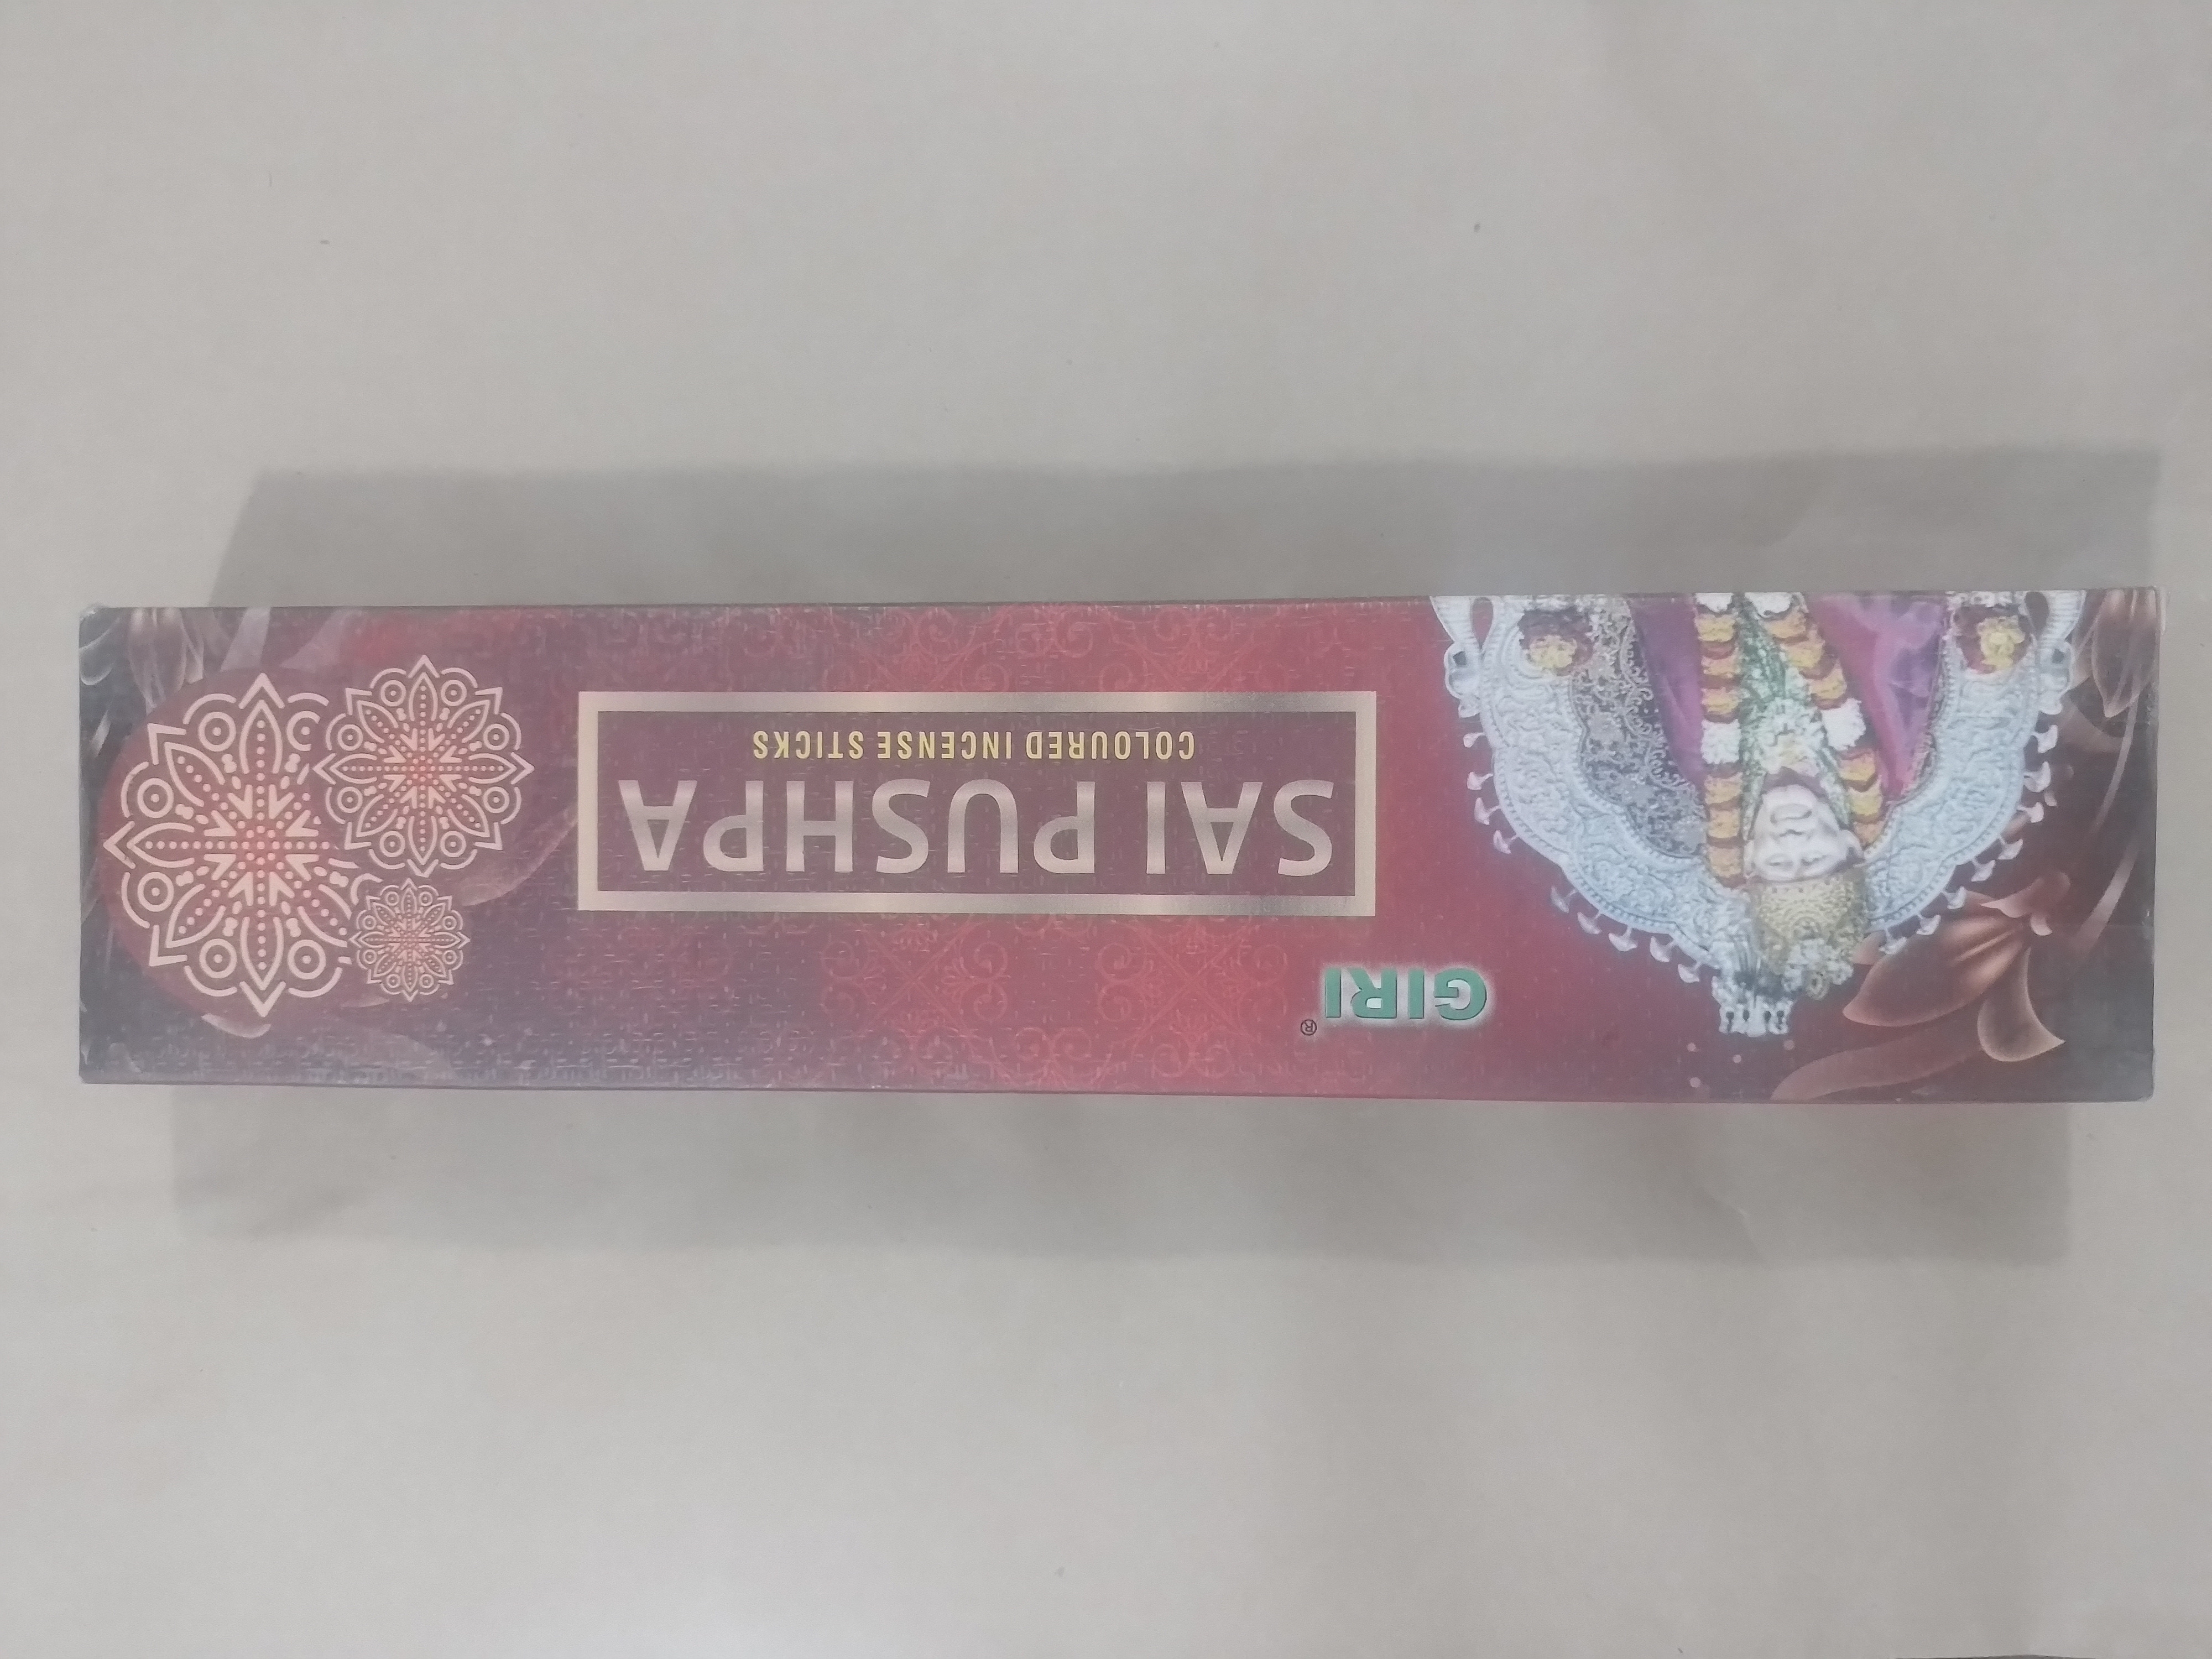 GIRI®
SAI PUSHPA
COLOURED INCENSE STICKS